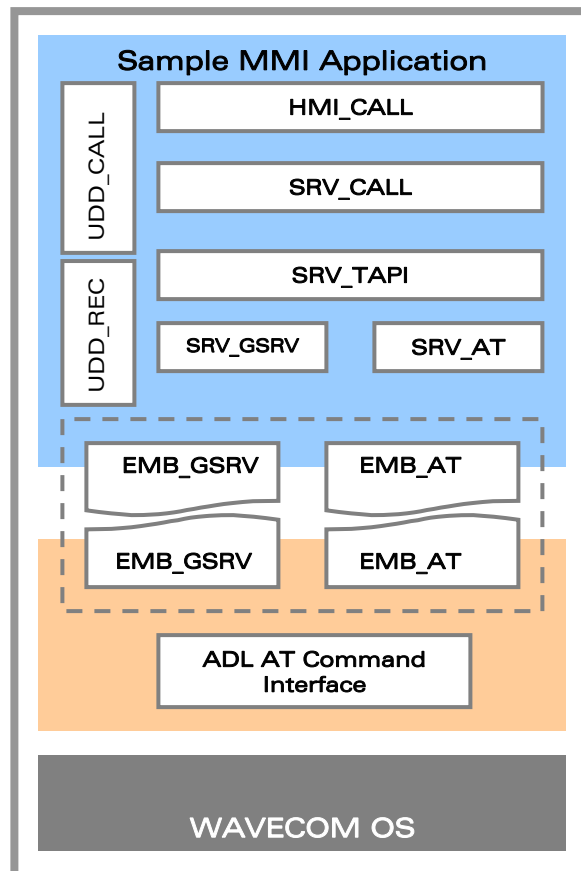 Sample MMI Application
UDD_CALL
HMI_CALL
SRV_CALL
UDD_REC
SRV_TAPI
SRV_GSRV
SRV_AT
EMB_GSRV
EMB_AT
EMB_GSRV
EMB_AT
ADL AT Command
Interface
WAVECOM OS